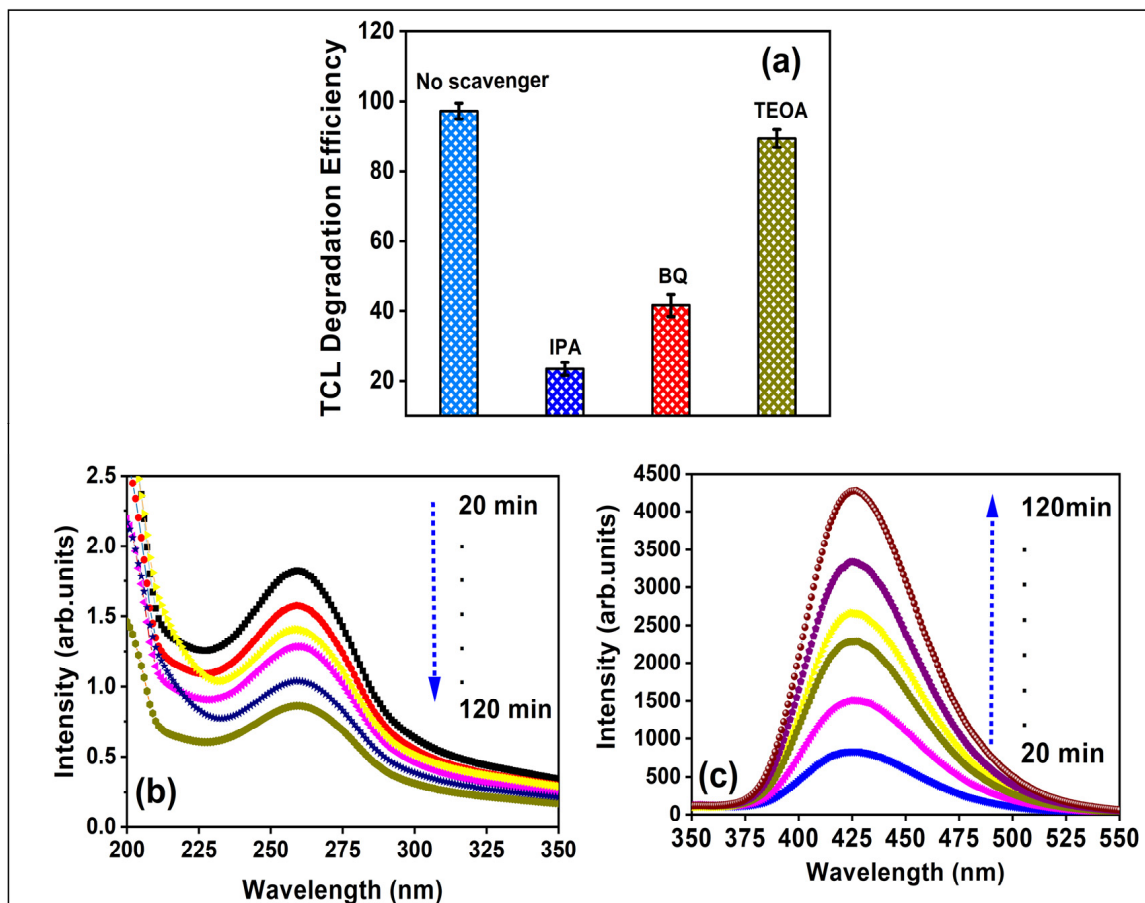 TCL Degradation Efficiency
120
100
80
60
40
20
(a)
No scavenger
IPA
BQ
TEOA
Intensity (arb.units)
2.5
2.0
1.5
1.0
0.5
0.0
20 min
120 min
(b)
200 225 250 275 300 325 350
Wavelength (nm)
Intensity (arb.units)
4500
4000
3500
3000
2500
2000
1500
1000
500
0
120min
20 min
(c)
350 375 400 425 450 475 500 525 550
Wavelength (nm)